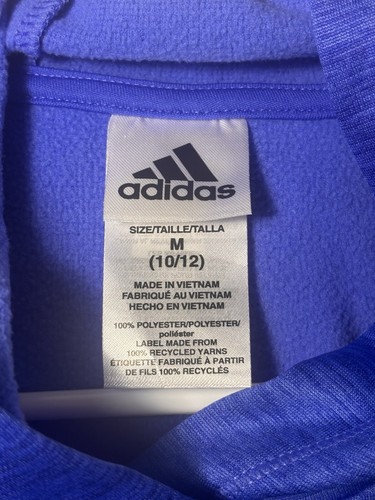 adidas
SIZE/TAILLE/TALLA
M
(10/12)
MADE IN VIETNAM
FABRIQUÉ AU VIETNAM
HECHO EN VIETNAM
100% POLYESTER/POLYESTER/
poliéster
LABEL MADE FROM
100% RECYCLED YARNS
ÉTIQUETTE FABRIQUÉ À PARTIR
DE FILS 100% RECYCLÉS